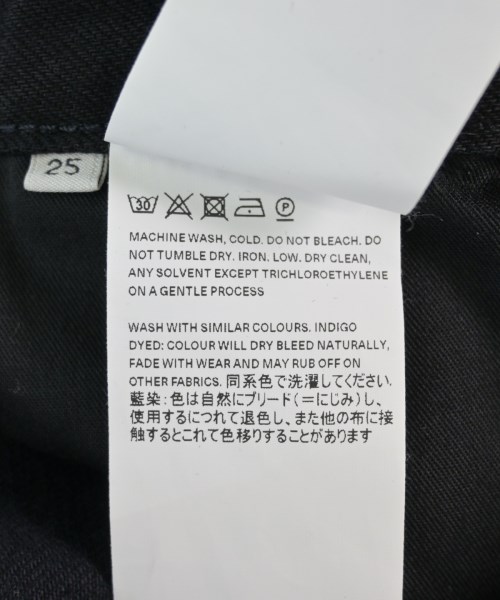 25
30
P
MACHINE WASH, COLD. DO NOT BLEACH. DO
NOT TUMBLE DRY. IRON. LOW. DRY CLEAN,
ANY SOLVENT EXCEPT TRICHLOROETHYLENE
ON A GENTLE PROCESS
WASH WITH SIMILAR COLOURS. INDIGO
DYED: COLOUR WILL DRY BLEED NATURALLY,
FADE WITH WEAR AND MAY RUB OFF ON
OTHER FABRICS. 同系色で洗濯してください.
藍染：色は自然にブリード(＝にじみ)し、
使用するにつれて退色し、また他の布に接
触するとこれて色移りすることがあります